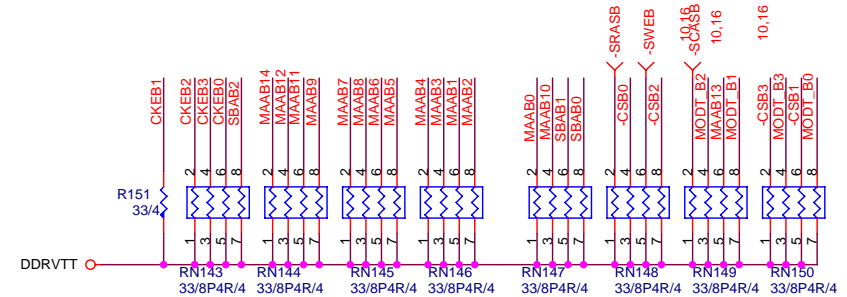 -SRASB
-SWEB
-SCASB
10,16
10,16
10,16
CKEB1
CKEB2
CKEB3
CKEB0
SBAB2
MAAB14
MAAB12
MAAB11
MAAB9
MAAB7
MAAB8
MAAB6
MAAB5
MAAB4
MAAB3
MAAB1
MAAB2
MAAB0
MAAB10
SBAB1
SBAB0
-CSB0
-CSB2
MODT_B2
MAAB13
MODT_B1
-CSB3
MODT_B3
-CSB1
MODT_B0
2 4 6 8
2 4 6 8
2 4 6 8
2 4 6 8
2 4 6 8
2 4 6 8
2 4 6 8
2 4 6 8
R151
33/4
1 3 5 7
1 3 5 7
1 3 5 7
1 3 5 7
1 3 5 7
1 3 5 7
1 3 5 7
1 3 5 7
DDRVTT
RN143
33/8P4R/4
RN144
33/8P4R/4
RN145
33/8P4R/4
RN146
33/8P4R/4
RN147
33/8P4R/4
RN148
33/8P4R/4
RN149
33/8P4R/4
RN150
33/8P4R/4